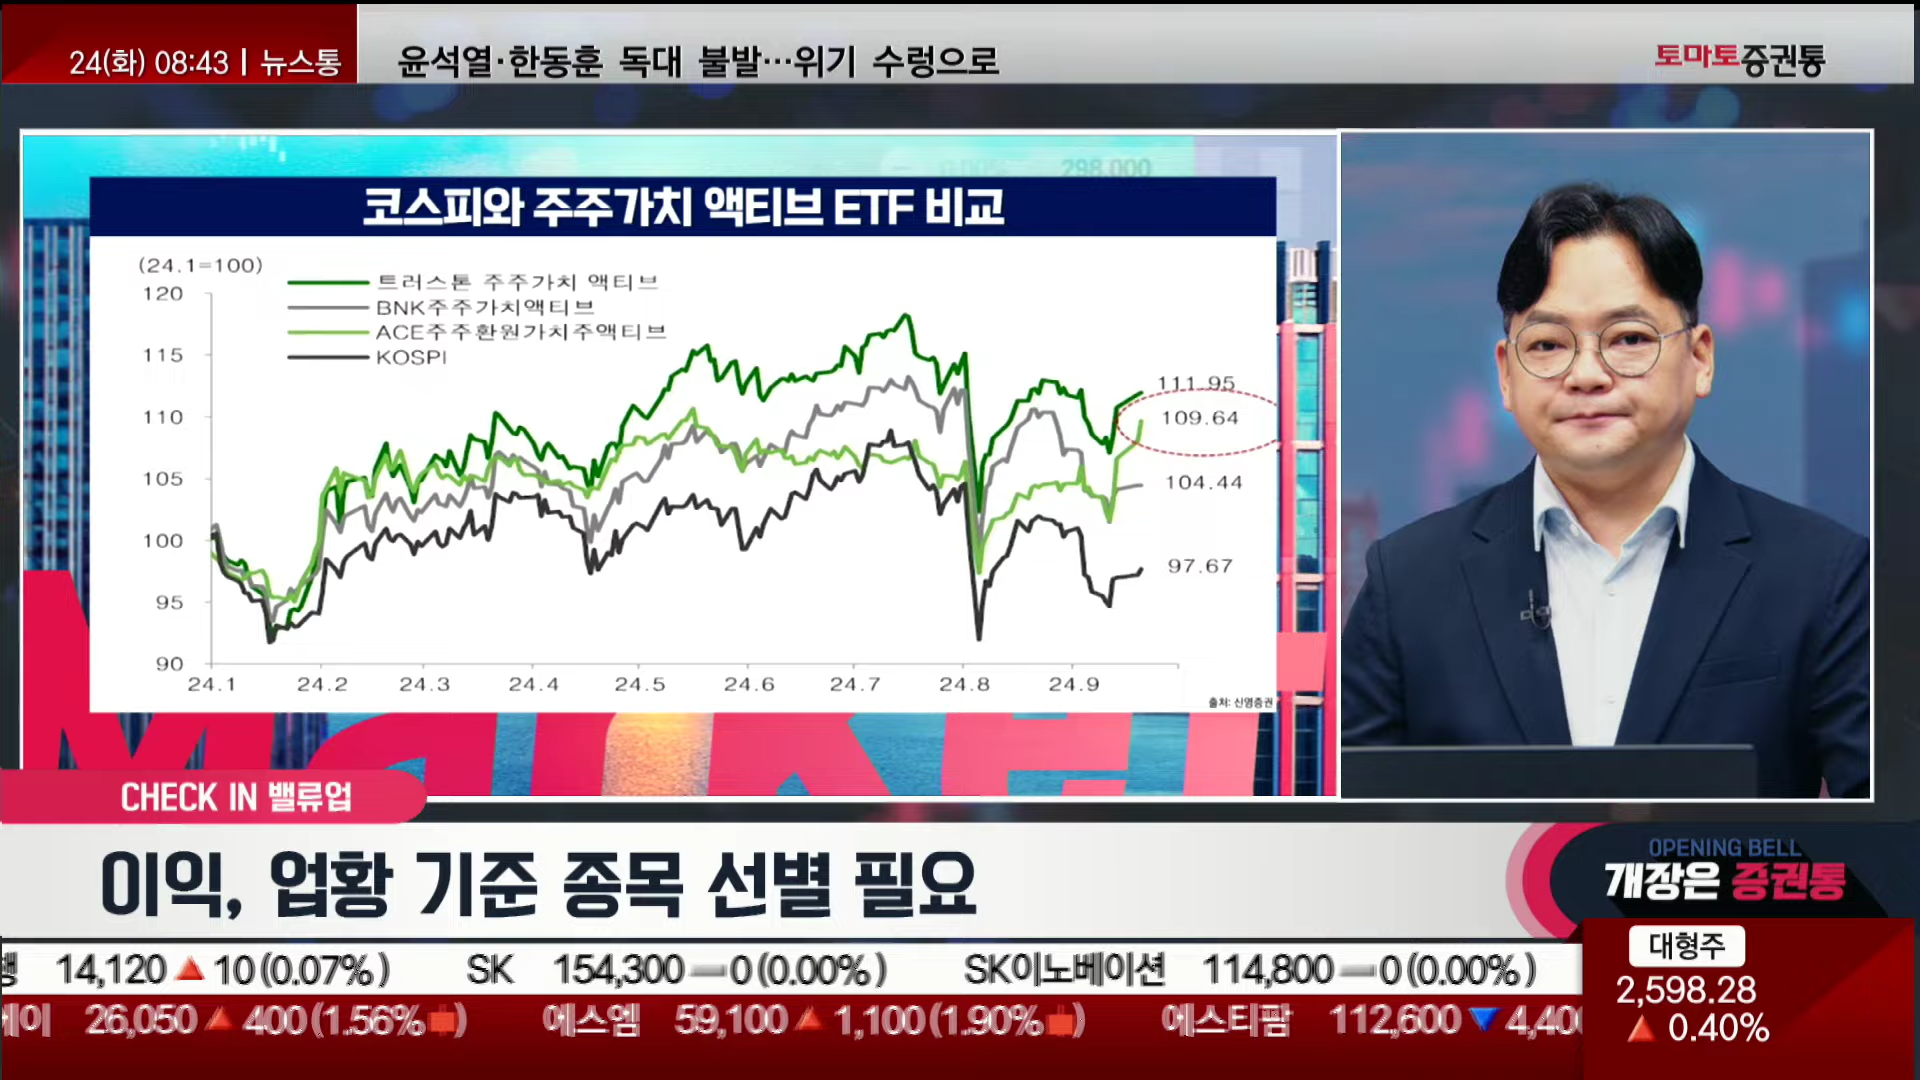 24(화) 08:43 | 뉴스통
윤석열·한동훈 독대 불발…위기 수렁으로
토마토증권통
298,000
코스피와 주주가치 액티브 ETF 비교
(24.1=100)
트러스톤 주주가치 액티브
BNK주주가치액티브
ACE주주환원가치주액티브
KOSPI
120
115
110
105
100
95
90
111.95
109.64
104.44
97.67
24.1 24.2 24.3 24.4 24.5 24.6 24.7 24.8 24.9
출처: 신영증권
Market
CHECK IN 밸류업
이익, 업황 기준 종목 선별 필요
OPENING BELL
개장은 증권통
14,120 ▲ 10(0.07%) SK 154,300 ━ 0(0.00%) SK이노베이션 114,800 ━ 0(0.00%)
26,050 ▲ 400(1.56%) 에스엠 59,100 ▲ 1,100(1.90%) 에스티팜 112,600 ▼ 4,40
대형주
2,598.28
▲ 0.40%